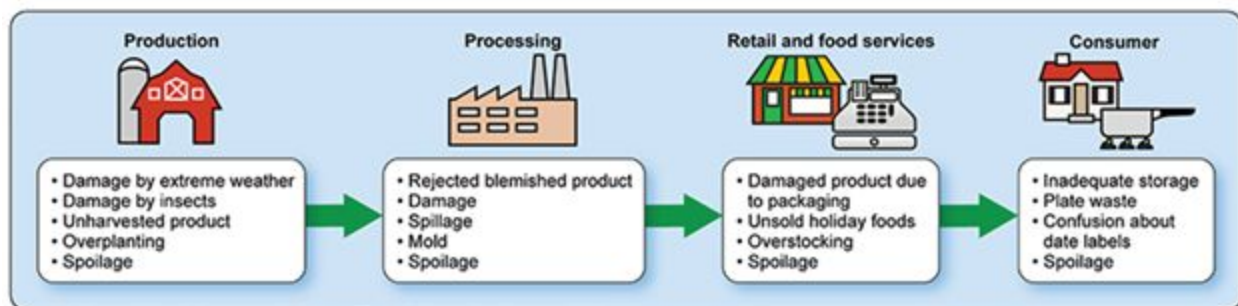 Production
• Damage by extreme weather
• Damage by insects
• Unharvested product
• Overplanting
• Spoilage
Processing
• Rejected blemished product
• Damage
• Spillage
• Mold
• Spoilage
Retail and food services
• Damaged product due
to packaging
• Unsold holiday foods
• Overstocking
• Spoilage
Consumer
• Inadequate storage
• Plate waste
• Confusion about
date labels
• Spoilage